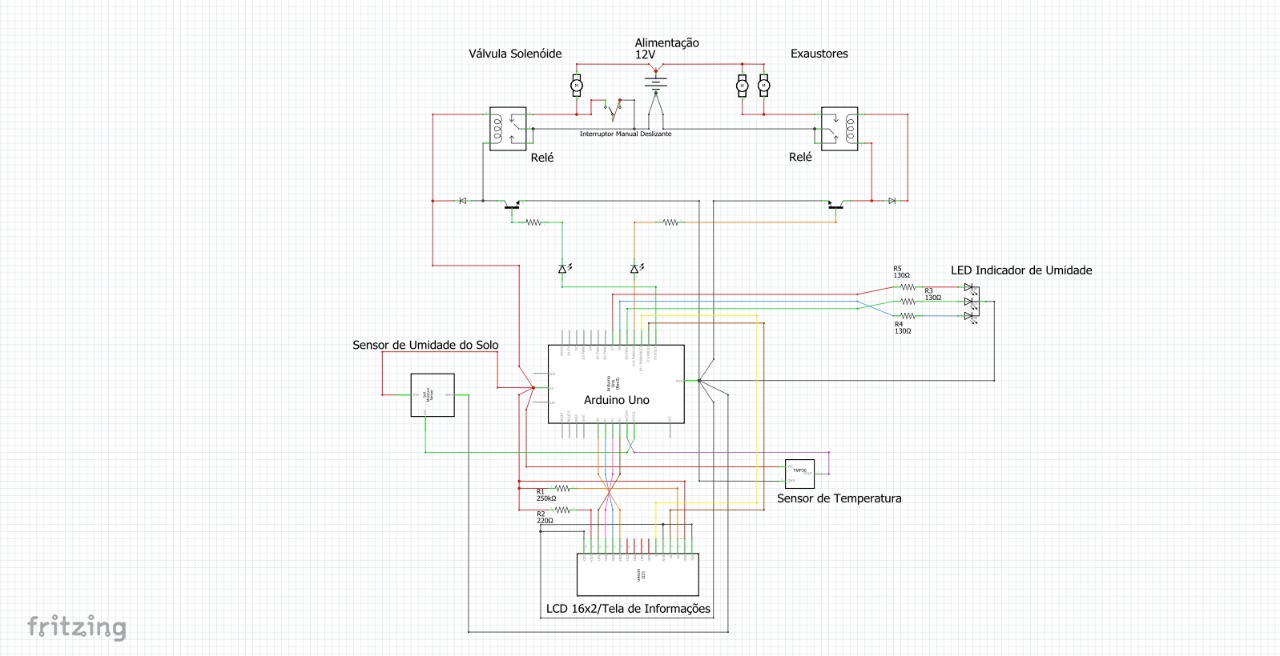 Alimentação
12V
Válvula Solenóide
Exaustores
Interruptor Manual Deslizante
Relé
Relé
R5
130Ω
LED Indicador de Umidade
R3
130Ω
R4
130Ω
Sensor de Umidade do Solo
Arduino Uno
Sensor de Temperatura
R1
250kΩ
R2
220Ω
LCD 16x2/Tela de Informações
fritzing